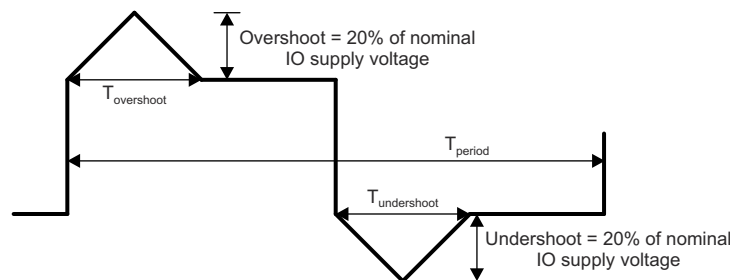 Overshoot = 20% of nominal
IO supply voltage
Tovershoot
Tperiod
Tundershoot
Undershoot = 20% of nominal
IO supply voltage